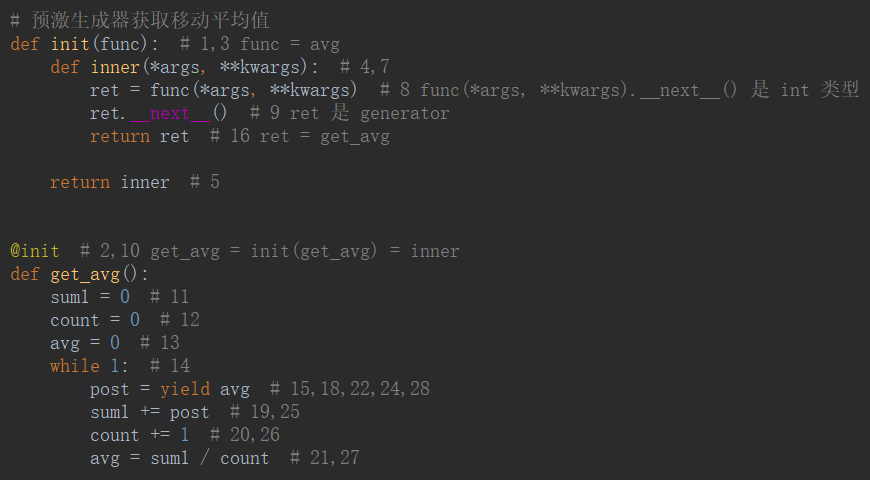 # 预激生成器获取移动平均值
def init(func):  # 1,3 func = avg
    def inner(*args, **kwargs):  # 4,7
        ret = func(*args, **kwargs)  # 8 func(*args, **kwargs).__next__() 是 int 类型
        ret.__next__()  # 9 ret 是 generator
        return ret  # 16 ret = get_avg
    return inner  # 5
@init  # 2,10 get_avg = init(get_avg) = inner
def get_avg():
    sum1 = 0  # 11
    count = 0  # 12
    avg = 0  # 13
    while 1:  # 14
        post = yield avg  # 15,18,22,24,28
        sum1 += post  # 19,25
        count += 1  # 20,26
        avg = sum1 / count  # 21,27